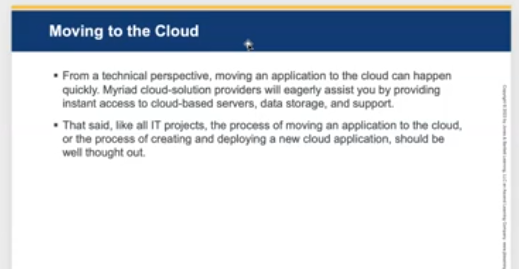 Moving to the Cloud
▪ From a technical perspective, moving an application to the cloud can happen
quickly. Myriad cloud-solution providers will eagerly assist you by providing
instant access to cloud-based servers, data storage, and support.
▪ That said, like all IT projects, the process of moving an application to the cloud,
or the process of creating and deploying a new cloud application, should be
well thought out.